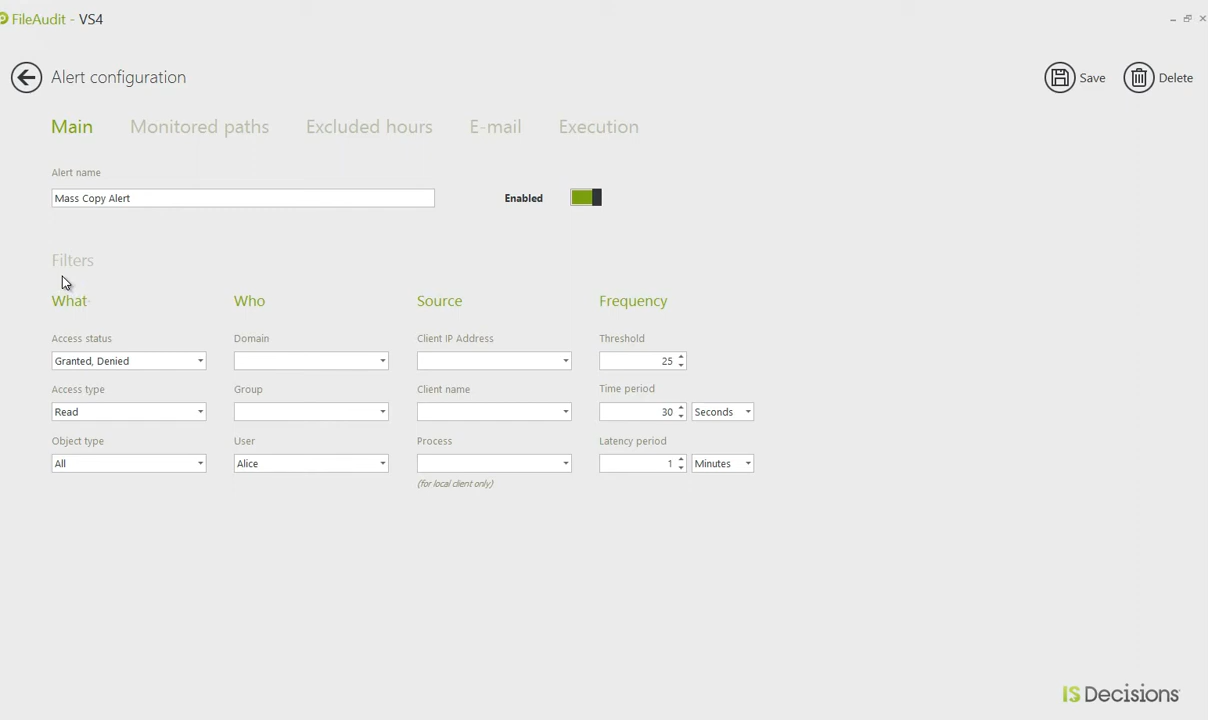 FileAudit - VS4
Alert configuration
Save
Delete
Main
Monitored paths
Excluded hours
E-mail
Execution
Alert name
Mass Copy Alert
Enabled
Filters
What
Who
Source
Frequency
Access status
Domain
Client IP Address
Threshold
Granted, Denied
25
Access type
Group
Client name
Time period
Read
30
Seconds
Object type
User
Process
Latency period
All
Alice
1
Minutes
(for local client only)
IS Decisions